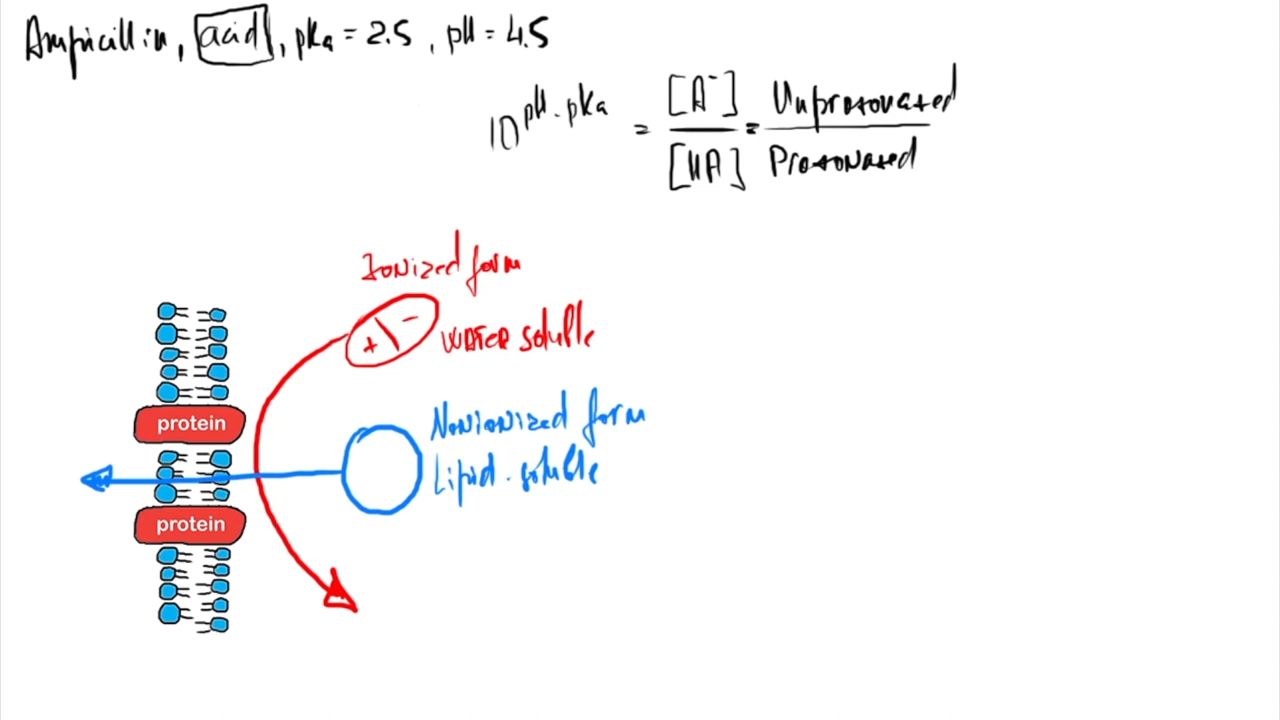 Ampicillin, acid, pKa = 2.5, pH = 4.5
10^pH-pKa = [A⁻] / [HA] = Unprotonated / Protonated
Ionized form
+ | -
WATER soluble
protein
Nonionized form
Lipid-soluble
protein